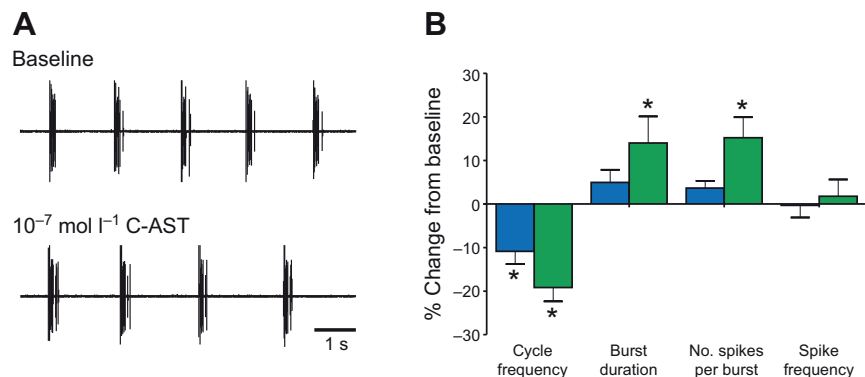 A
Baseline
10⁻⁷ mol l⁻¹ C-AST
1 s
B
% Change from baseline
30
20
10
0
–10
–20
–30
*
*
*
*
Cycle
frequency
Burst
duration
No. spikes
per burst
Spike
frequency